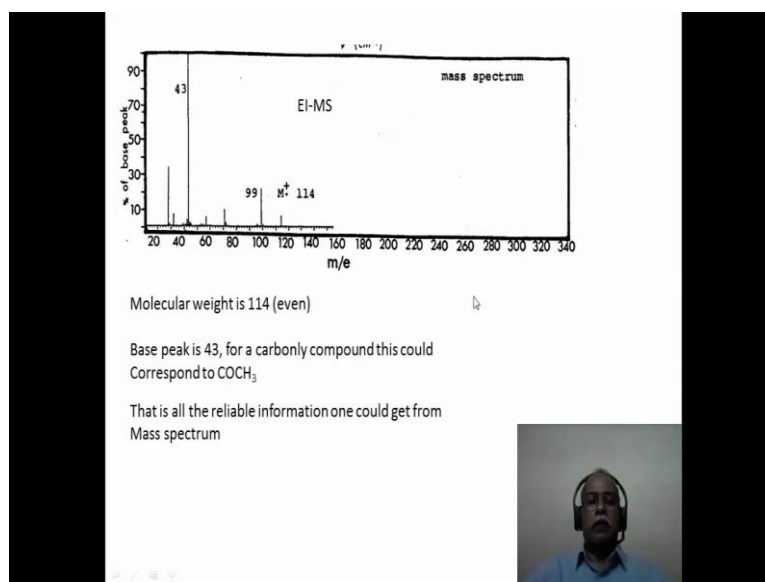 mass spectrum
90
43
70
EI-MS
50
% of base peak
30
99 M+• 114
10
20 40 60 80 100 120 140 160 180 200 220 240 260 280 300 320 340
m/e
Molecular weight is 114 (even)
Base peak is 43, for a carbonly compound this could
Correspond to COCH3
That is all the reliable information one could get from
Mass spectrum